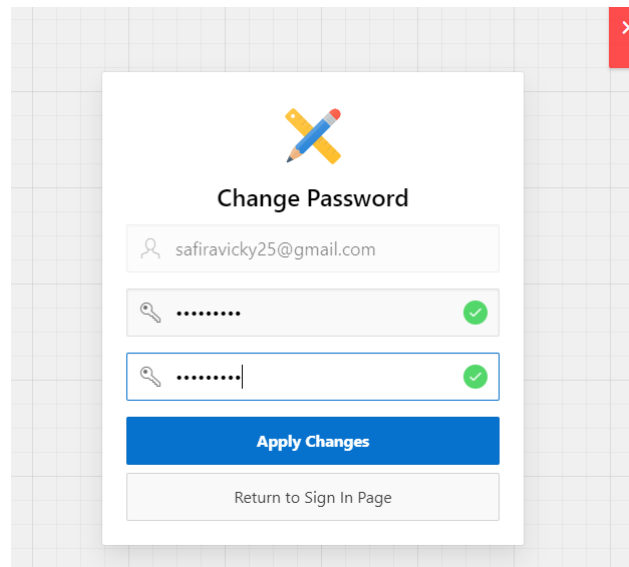 Change Password
safiravicky25@gmail.com
•••••••••
•••••••••
Apply Changes
Return to Sign In Page